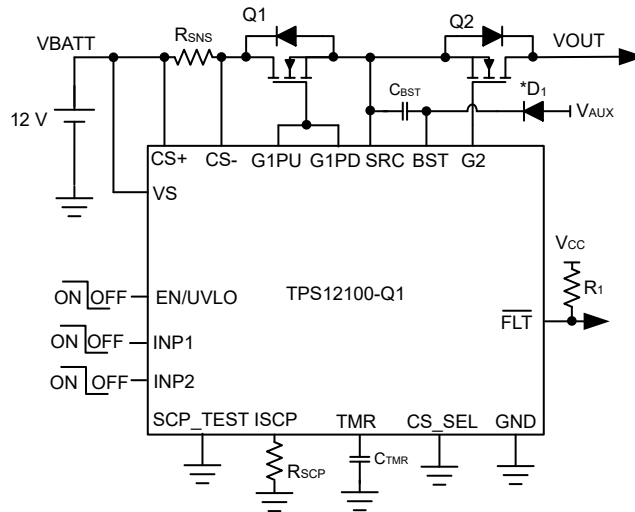 Q1
Q2
VBATT
RSNS
VOUT
CBST
*D1
VAUX
12 V
CS+
CS-
G1PU
G1PD
SRC
BST
G2
VS
VCC
R1
ON
OFF
EN/UVLO
TPS12100-Q1
FLT
ON
OFF
INP1
ON
OFF
INP2
SCP_TEST
ISCP
TMR
CS_SEL
GND
RSCP
CTMR